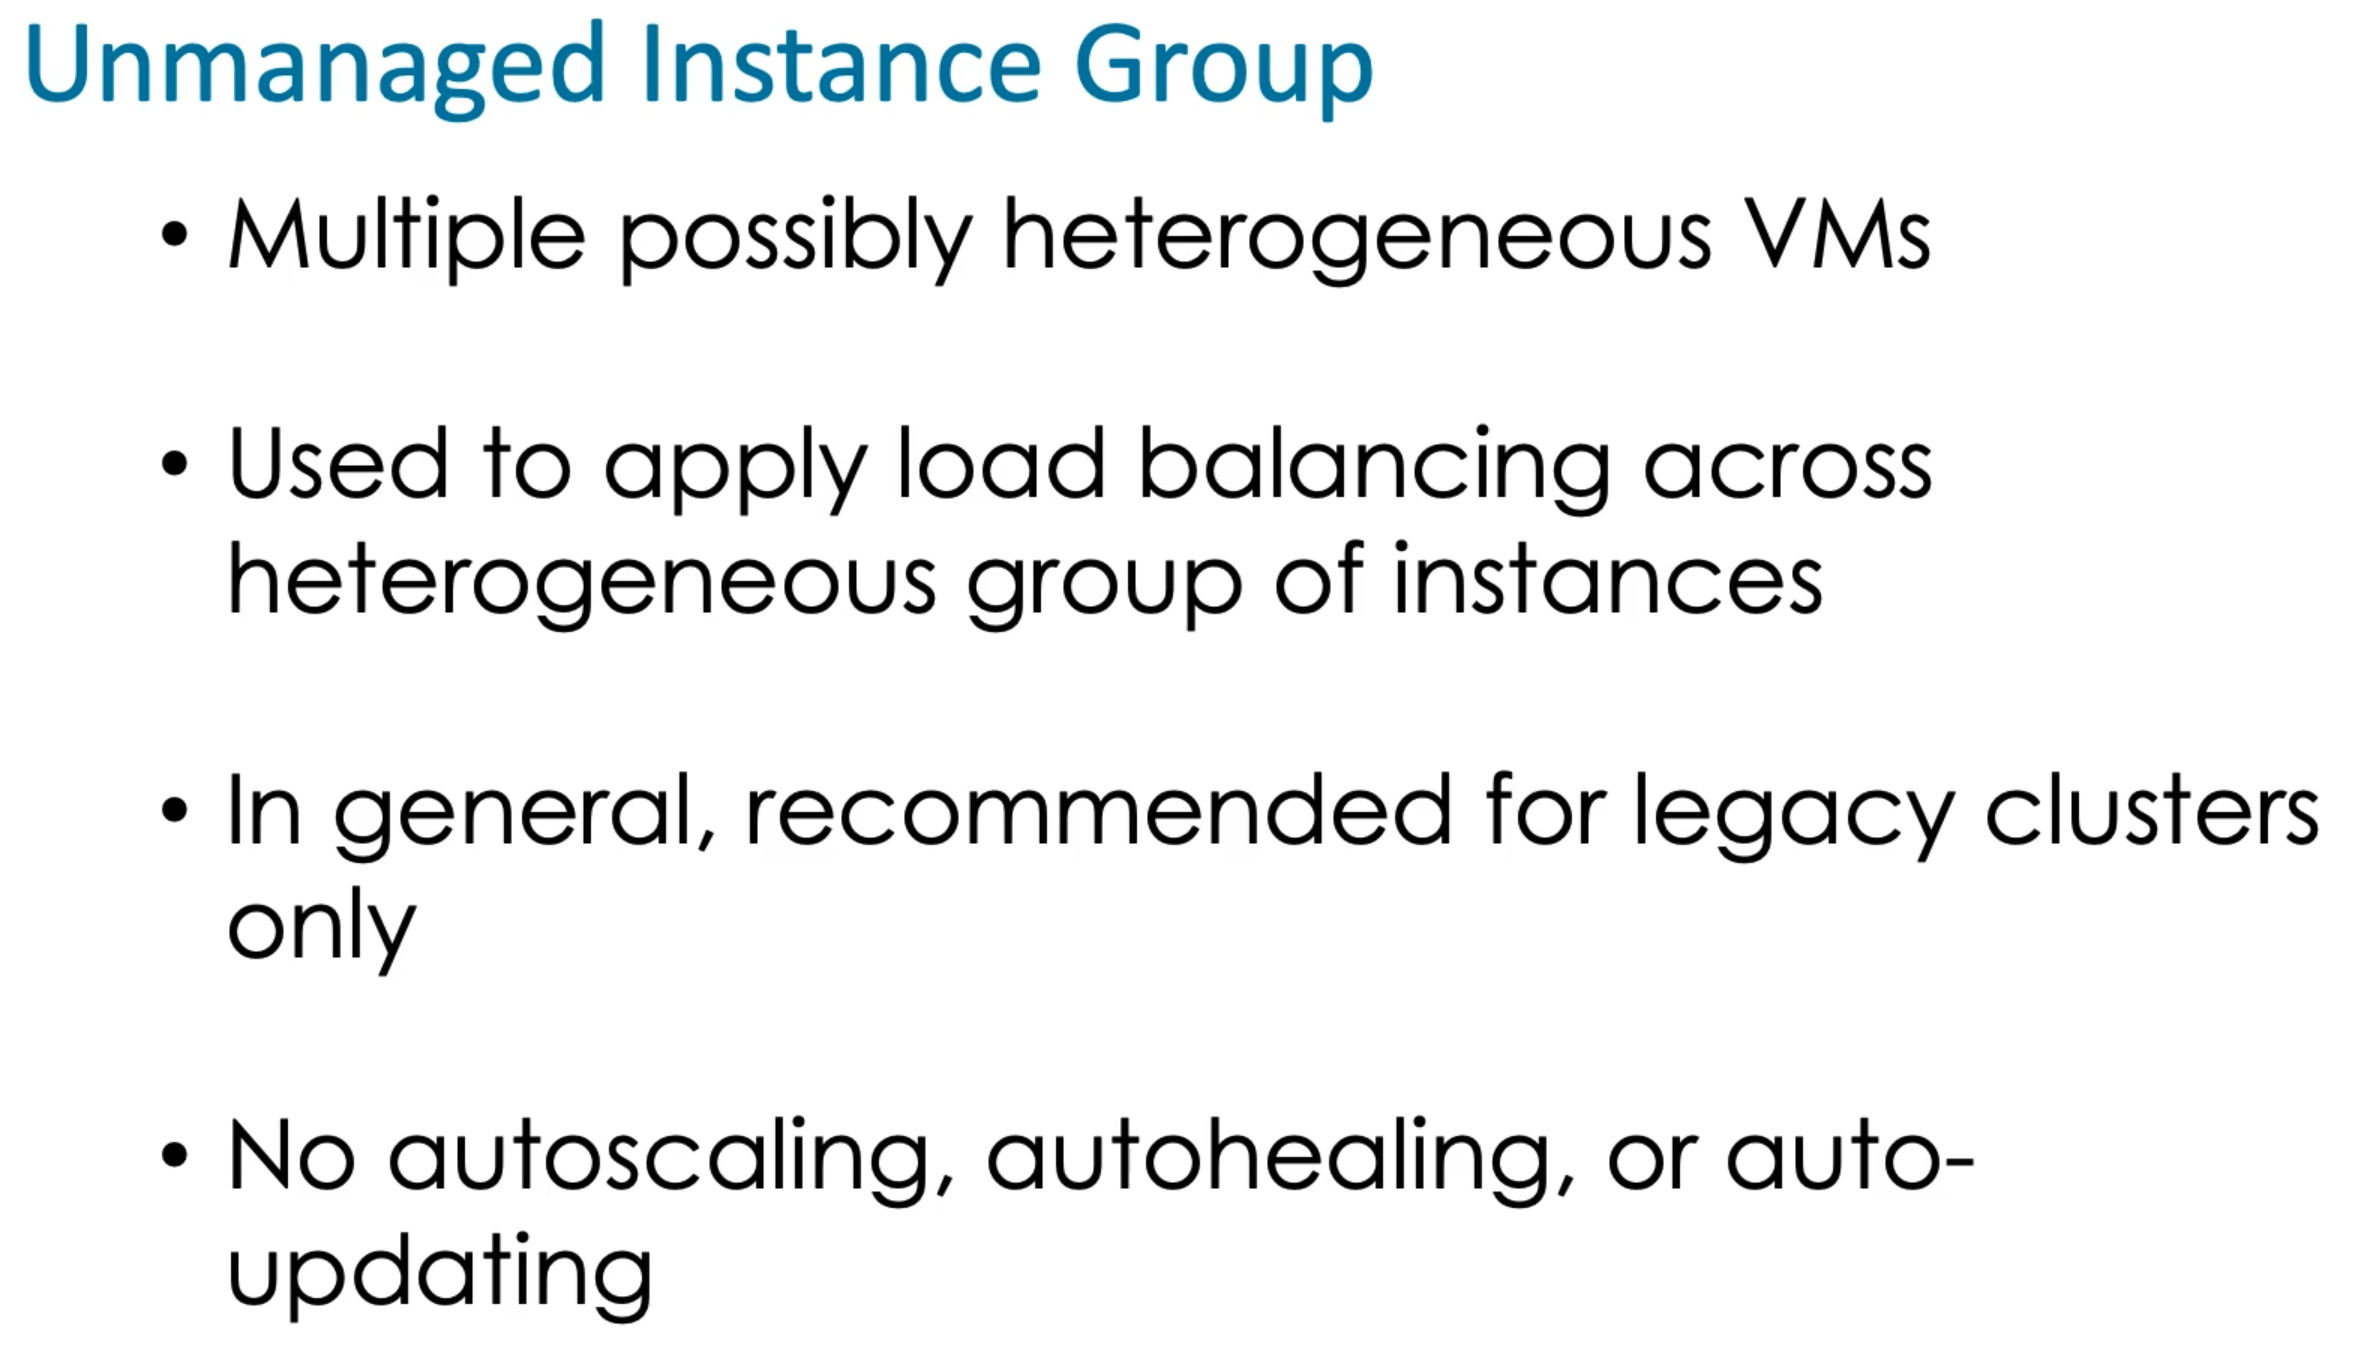 Unmanaged Instance Group
• Multiple possibly heterogeneous VMs
• Used to apply load balancing across
heterogeneous group of instances
• In general, recommended for legacy clusters
only
• No autoscaling, autohealing, or auto-
updating